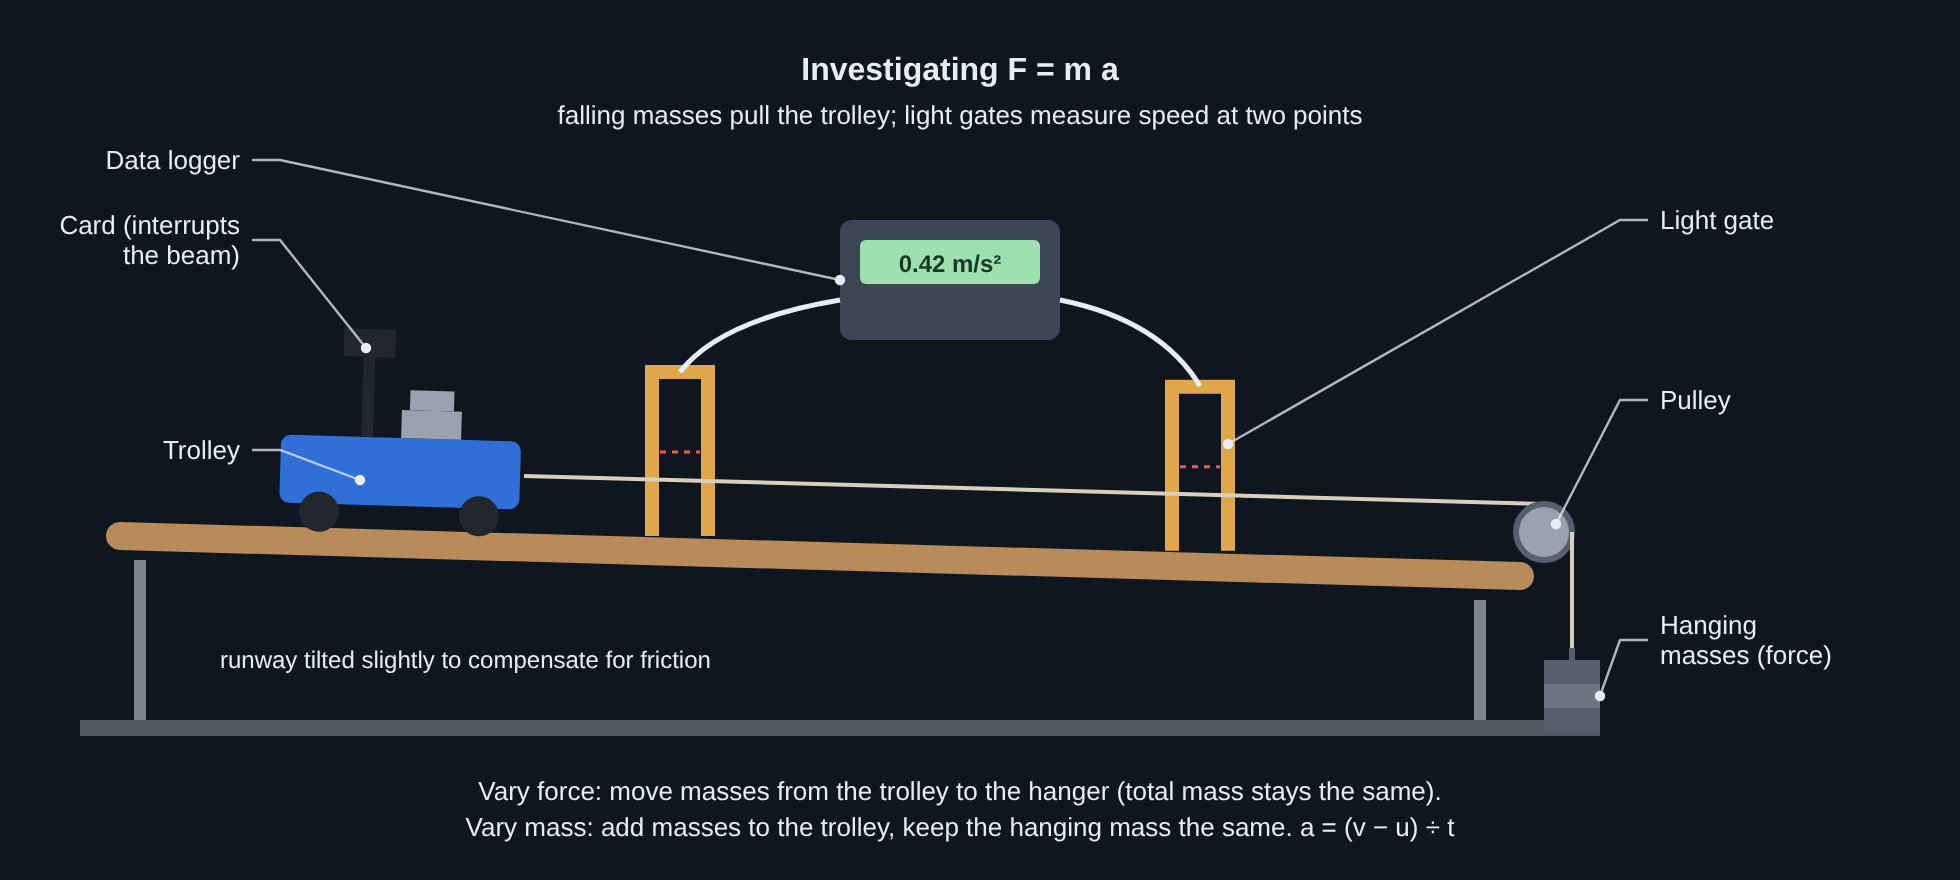 Investigating F = m a
falling masses pull the trolley; light gates measure speed at two points
Data logger
Card (interrupts
the beam)
0.42 m/s²
Light gate
Pulley
Trolley
Hanging
masses (force)
runway tilted slightly to compensate for friction
Vary force: move masses from the trolley to the hanger (total mass stays the same).
Vary mass: add masses to the trolley, keep the hanging mass the same. a = (v − u) ÷ t